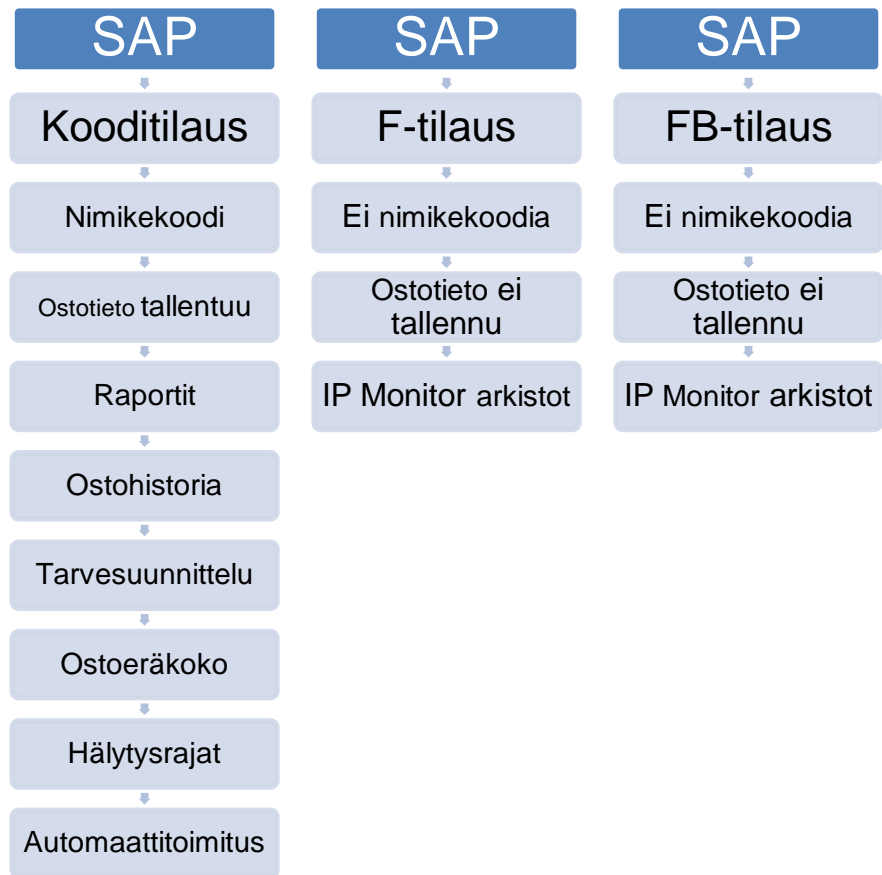 SAP
Kooditilaus
Nimikekoodi
Ostotieto tallentuu
Raportit
Ostohistoria
Tarvesuunnittelu
Ostoeräkoko
Hälytysrajat
Automaattitoimitus
SAP
F-tilaus
Ei nimikekoodia
Ostotieto ei
tallennu
IP Monitor arkistot
SAP
FB-tilaus
Ei nimikekoodia
Ostotieto ei
tallennu
IP Monitor arkistot